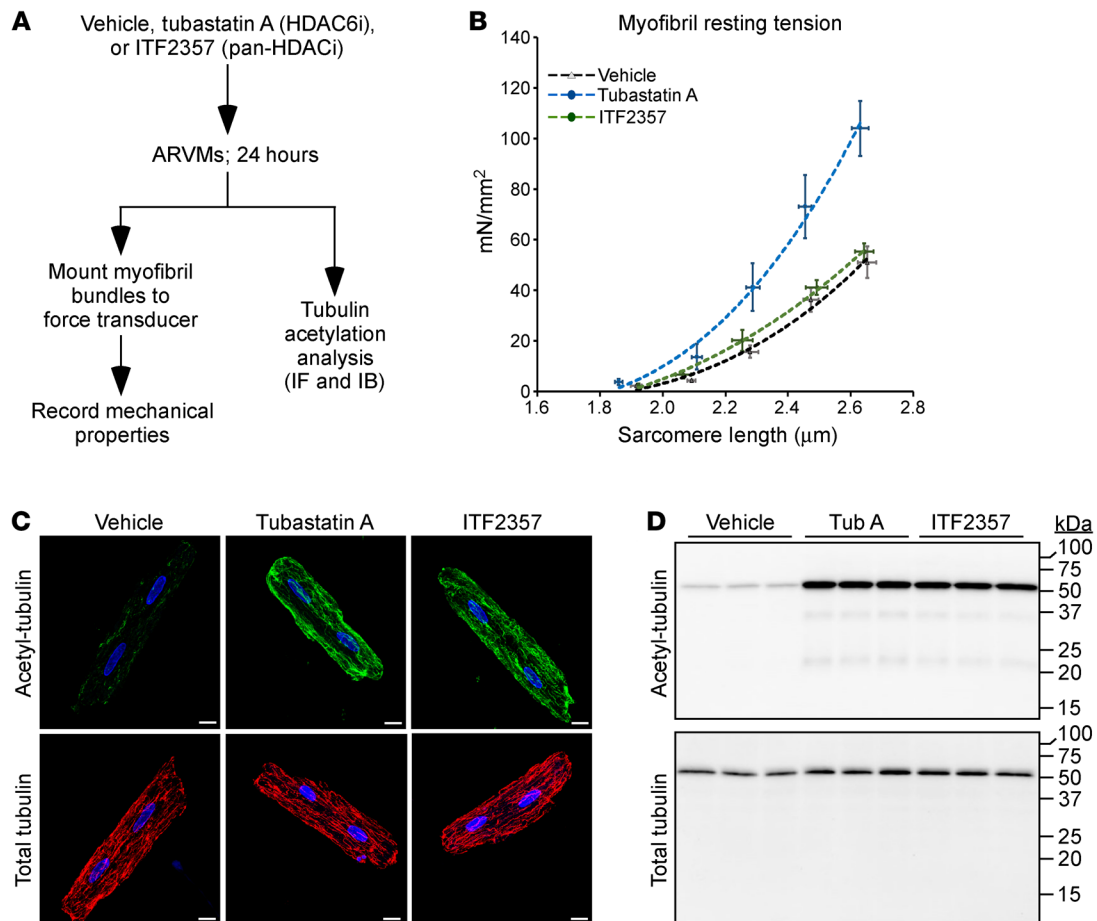 A
Vehicle, tubastatin A (HDAC6i),
or ITF2357 (pan-HDACi)
ARVMs; 24 hours
Mount myofibril
bundles to
force transducer
Record mechanical
properties
Tubulin
acetylation
analysis
(IF and IB)
B
Myofibril resting tension
Vehicle
Tubastatin A
ITF2357
mN/mm²
140
120
100
80
60
40
20
0
1.6 1.8 2.0 2.2 2.4 2.6 2.8
Sarcomere length (μm)
C
Vehicle Tubastatin A ITF2357
Acetyl-tubulin
Total tubulin
D
Vehicle Tub A ITF2357 kDa
Acetyl-tubulin
100
75
50
37
25
20
15
Total tubulin
100
75
50
37
25
20
15